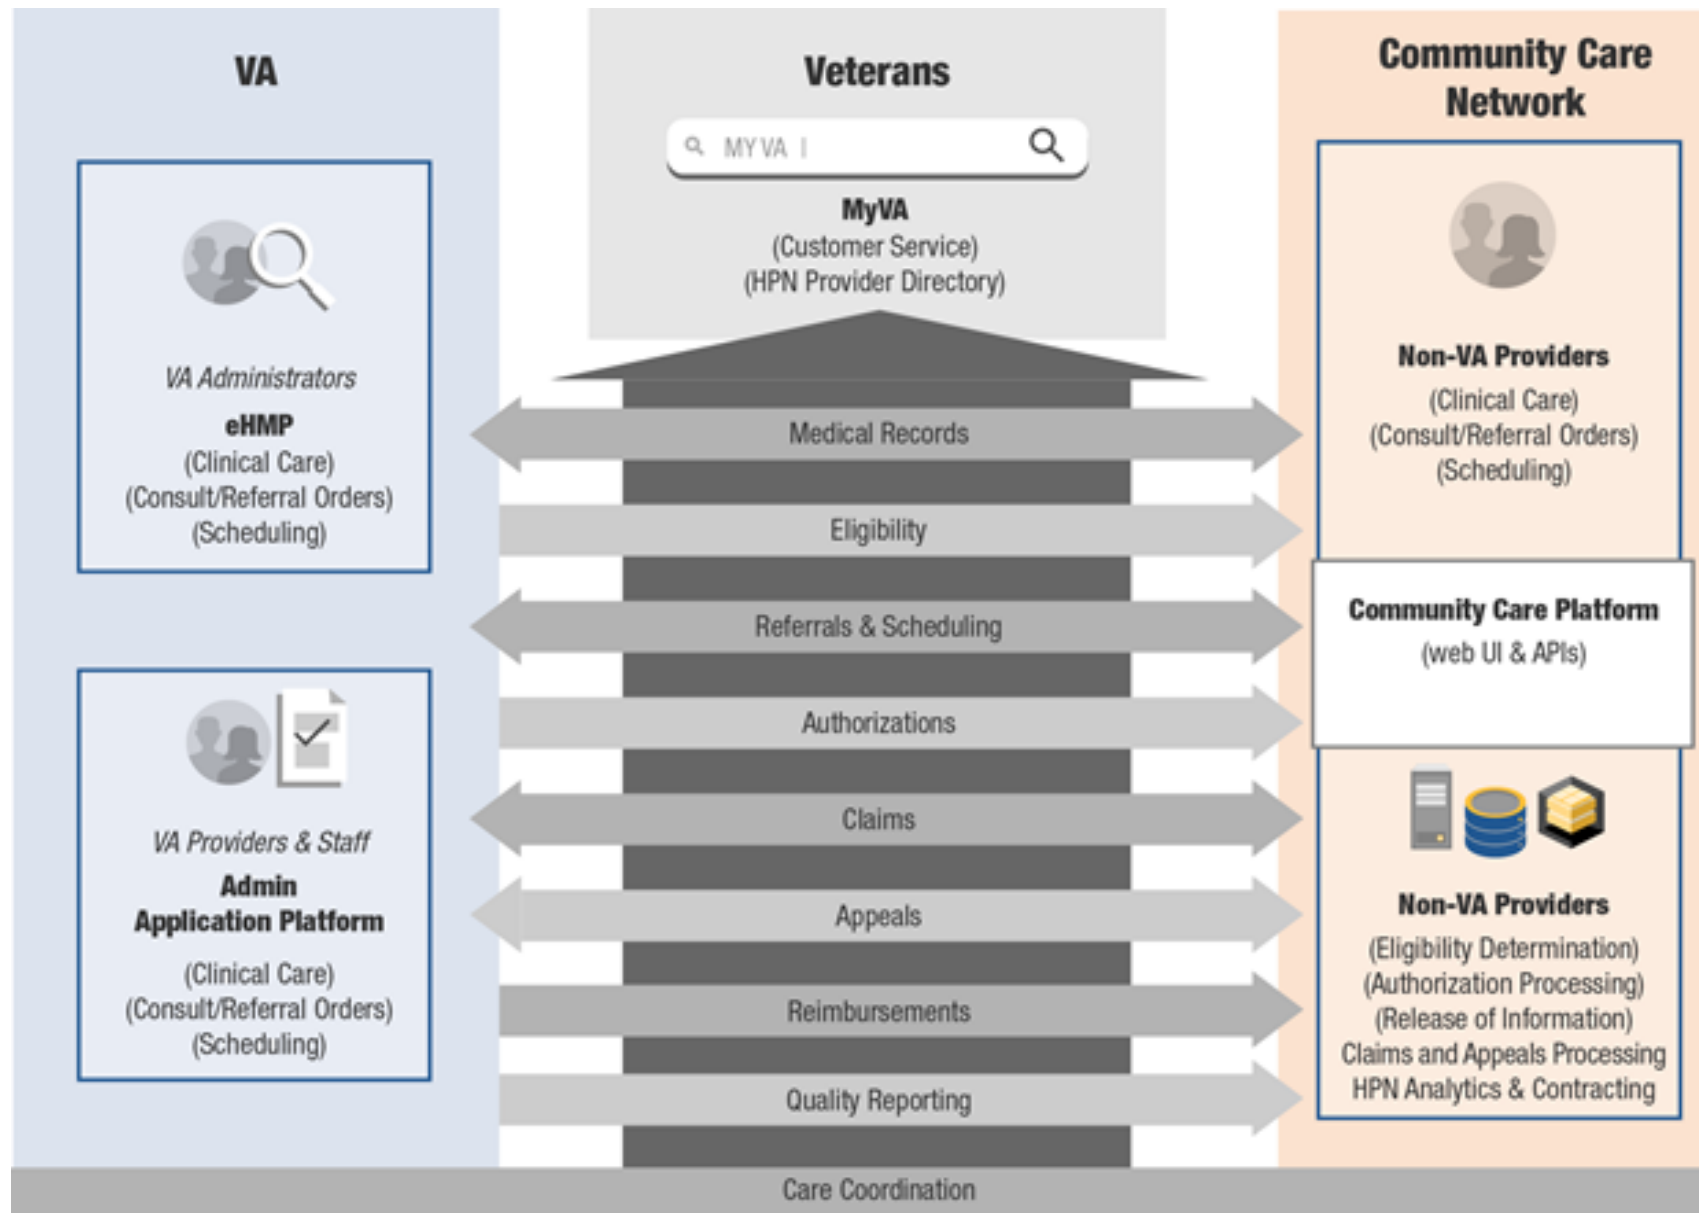 VA
VA Administrators
eHMP
(Clinical Care)
(Consult/Referral Orders)
(Scheduling)
VA Providers & Staff
Admin
Application Platform
(Clinical Care)
(Consult/Referral Orders)
(Scheduling)
Veterans
MY VA |
MyVA
(Customer Service)
(HPN Provider Directory)
Medical Records
Eligibility
Referrals & Scheduling
Authorizations
Claims
Appeals
Reimbursements
Quality Reporting
Community Care
Network
Non-VA Providers
(Clinical Care)
(Consult/Referral Orders)
(Scheduling)
Community Care Platform
(web UI & APIs)
Non-VA Providers
(Eligibility Determination)
(Authorization Processing)
(Release of Information)
Claims and Appeals Processing
HPN Analytics & Contracting
Care Coordination